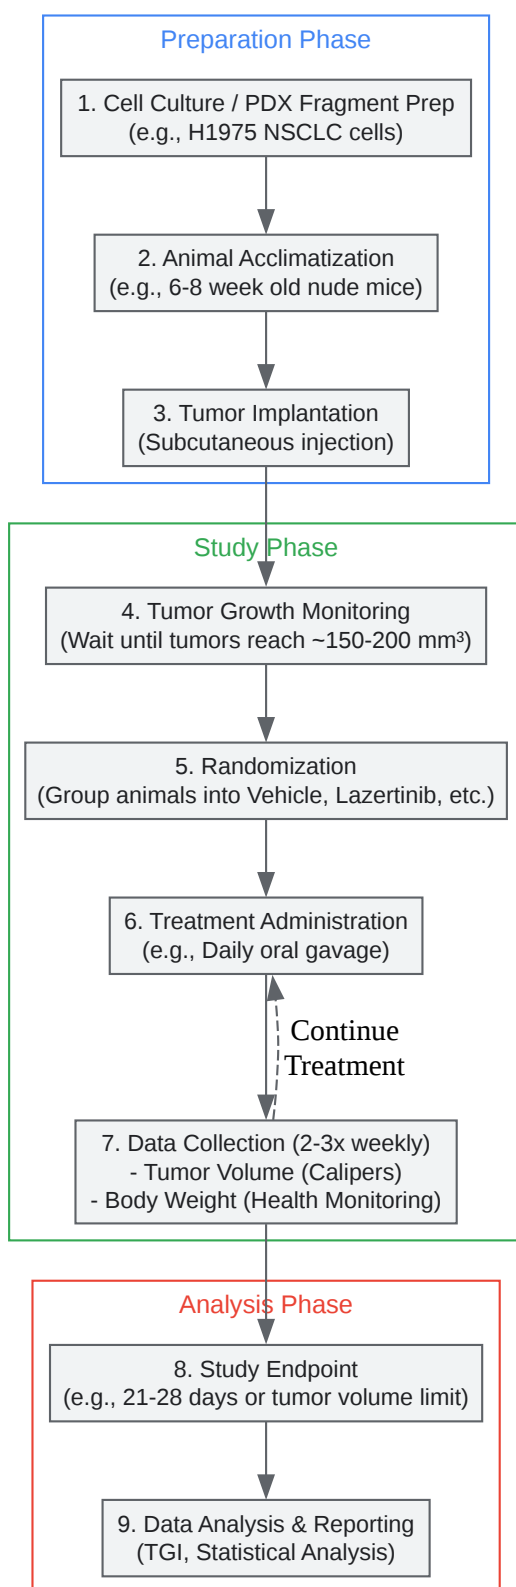 Preparation Phase
1. Cell Culture / PDX Fragment Prep
(e.g., H1975 NSCLC cells)
2. Animal Acclimatization
(e.g., 6-8 week old nude mice)
3. Tumor Implantation
(Subcutaneous injection)
Study Phase
4. Tumor Growth Monitoring
(Wait until tumors reach ~150-200 mm³)
5. Randomization
(Group animals into Vehicle, Lazertinib, etc.)
6. Treatment Administration
(e.g., Daily oral gavage)
Continue
Treatment
7. Data Collection (2-3x weekly)
- Tumor Volume (Calipers)
- Body Weight (Health Monitoring)
Analysis Phase
8. Study Endpoint
(e.g., 21-28 days or tumor volume limit)
9. Data Analysis & Reporting
(TGI, Statistical Analysis)